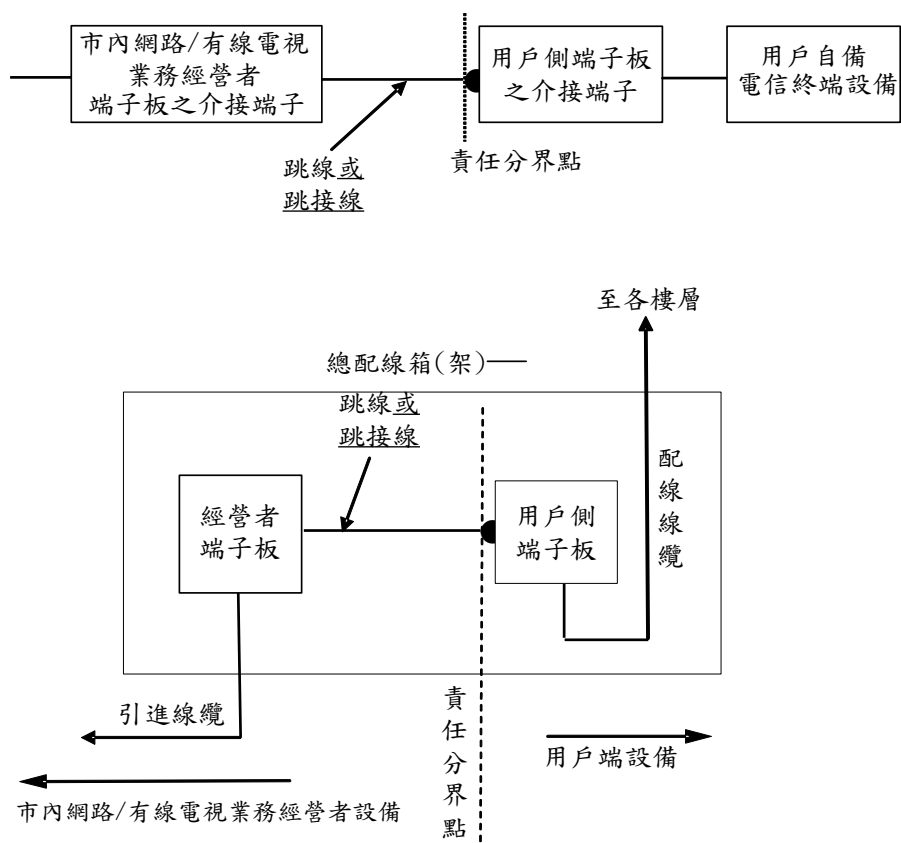 市內網路/有線電視
業務經營者
端子板之介接端子
用戶側端子板
之介接端子
用戶自備
電信終端設備
跳線或
跳接線
責任分界點
至各樓層
總配線箱(架)
跳線或
跳接線
經營者
端子板
用戶側
端子板
配
線
線
纜
引進線纜
責
任
分
界
點
用戶端設備
市內網路/有線電視業務經營者設備